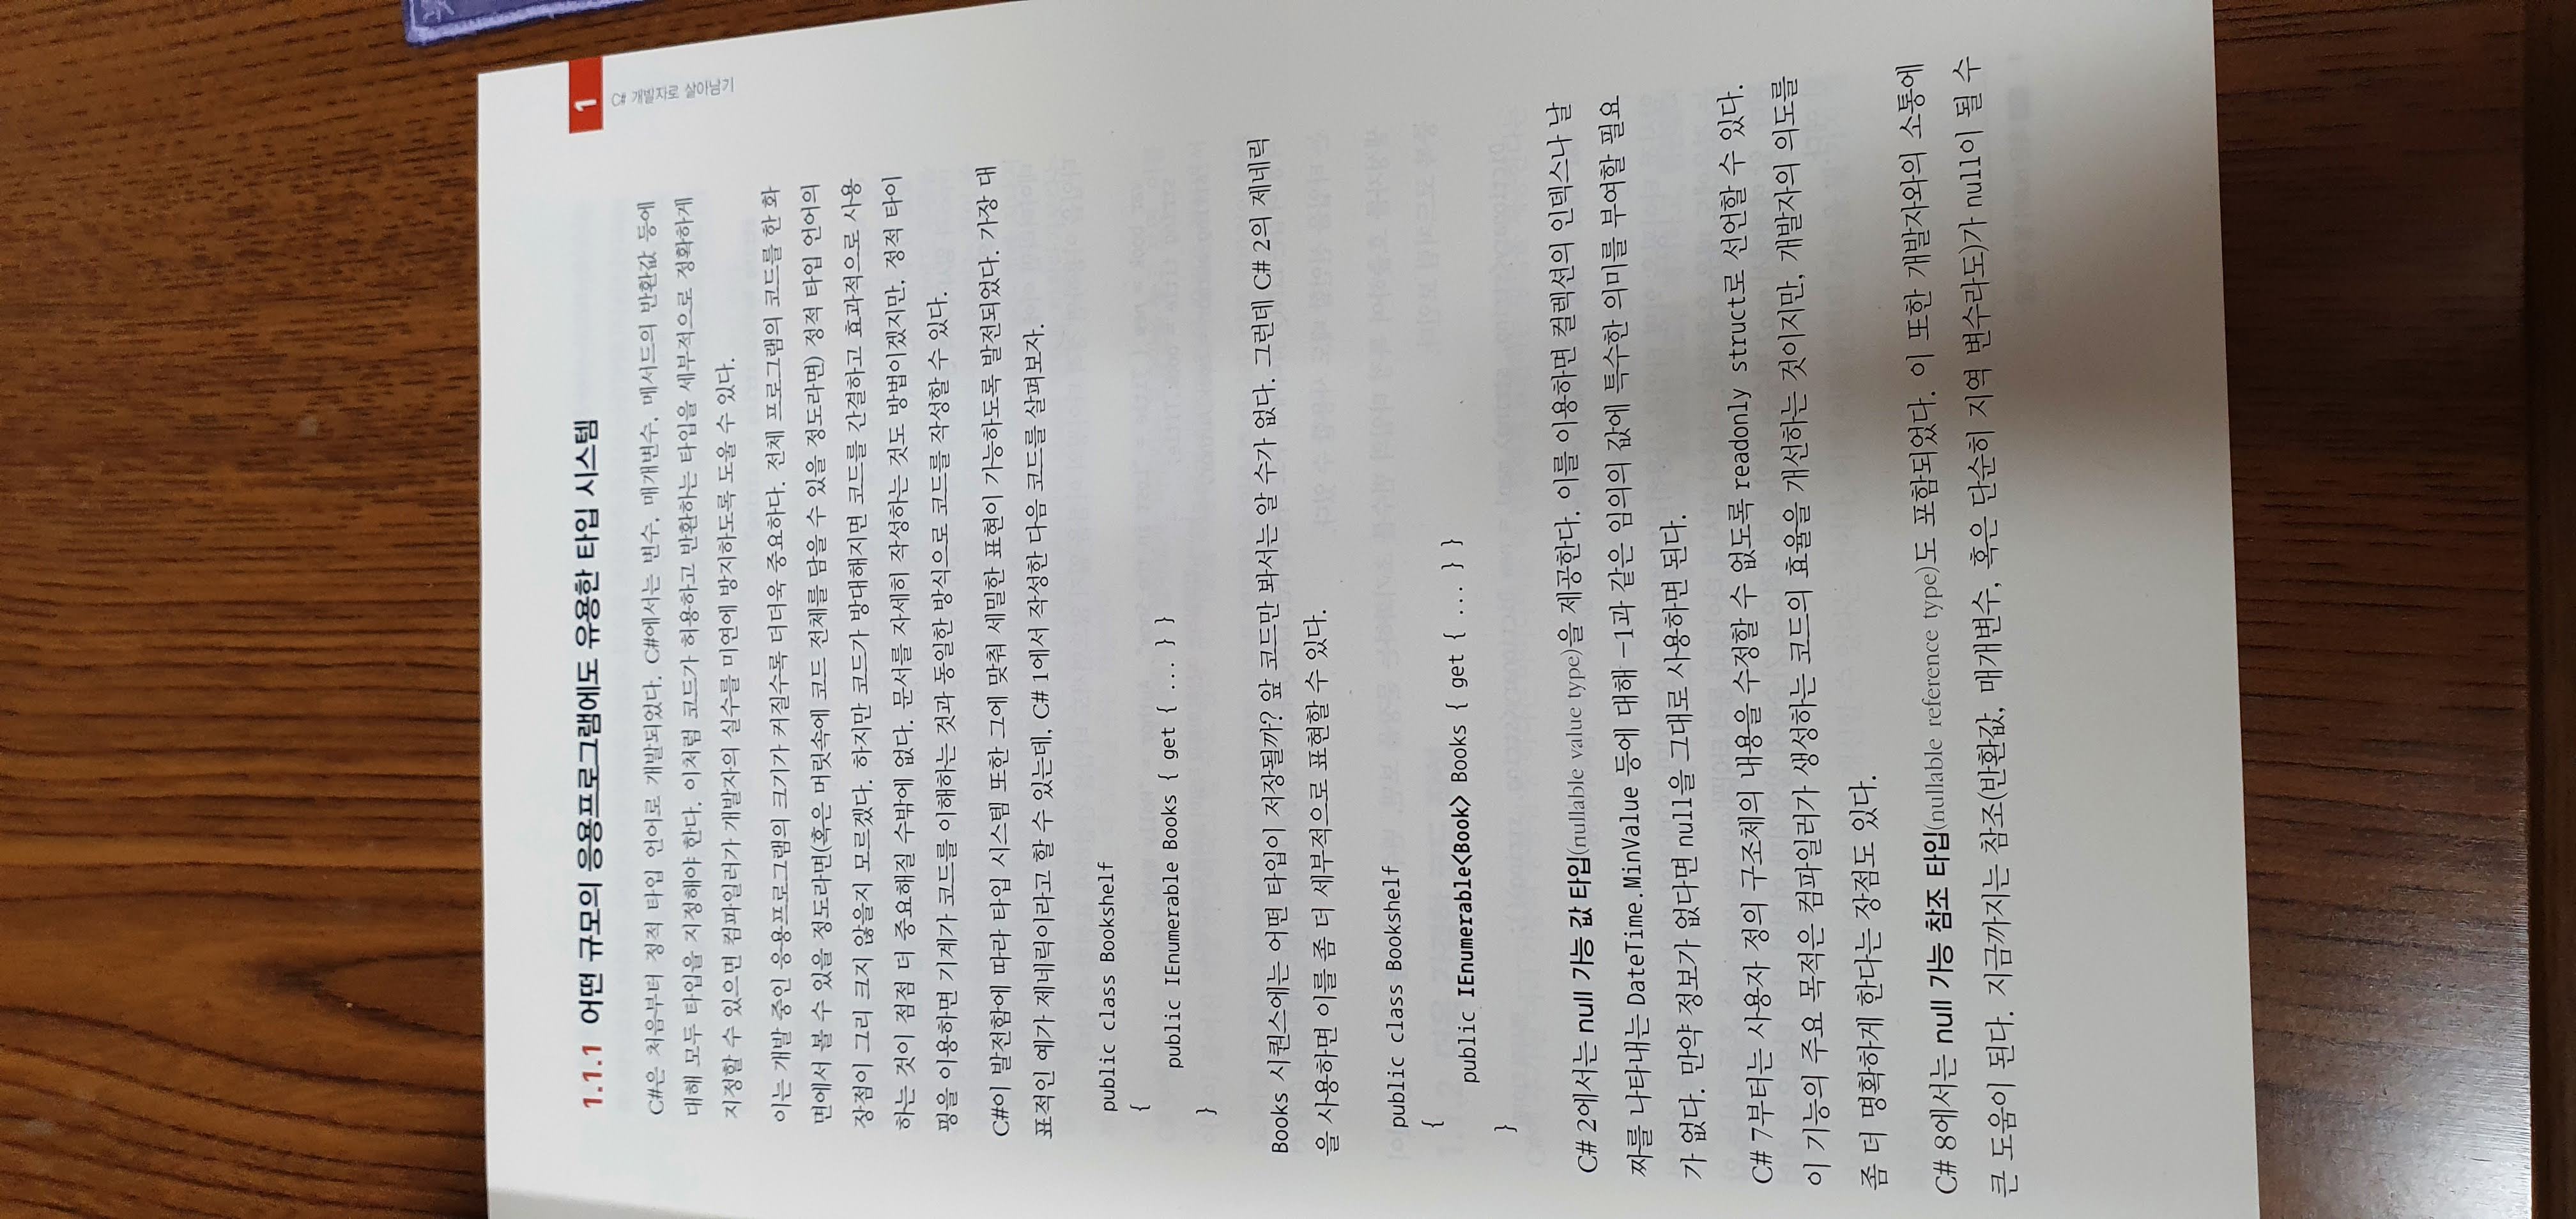 1.1.1 어떤 규모의 응용프로그램에도 유용한 타입 시스템
1
C# 개발자로 살아남기
C#은 처음부터 정적 타입 언어로 개발되었다. C#에서는 변수, 매개변수, 메서드의 반환값 등에
대해 모두 타입을 지정해야 한다. 이처럼 코드가 허용하고 반환하는 타입을 세부적으로 정확하게
지정할 수 있으면 컴파일러가 개발자의 실수를 미연에 방지하도록 도울 수 있다.
이는 개발 중인 응용프로그램의 크기가 커질수록 더더욱 중요하다. 전체 프로그램의 코드를 한 화
면에서 볼 수 있을 정도라면(혹은 머릿속에 코드 전체를 담을 수 있을 정도라면) 정적 타입 언어의
장점이 그리 크지 않을지 모르겠다. 하지만 코드가 방대해지면 코드를 간결하고 효과적으로 사용
하는 것이 점점 더 중요해질 수밖에 없다. 문서를 자세히 작성하는 것도 방법이겠지만, 정적 타이
핑을 이용하면 기계가 코드를 이해하는 것과 동일한 방식으로 코드를 작성할 수 있다.
C#이 발전함에 따라 타입 시스템 또한 그에 맞춰 세밀한 표현이 가능하도록 발전되었다. 가장 대
표적인 예가 제네릭이라고 할 수 있는데, C# 1에서 작성한 다음 코드를 살펴보자.
public class Bookshelf
{
public IEnumerable Books { get { ... } }
}
Books 시퀀스에는 어떤 타입이 저장될까? 앞 코드만 봐서는 알 수가 없다. 그런데 C# 2의 제네릭
을 사용하면 이를 좀 더 세부적으로 표현할 수 있다.
public class Bookshelf
{
public IEnumerable<Book> Books { get { ... } }
}
C# 2에서는 null 가능 값 타입(nullable value type)을 제공한다. 이를 이용하면 컬렉션의 인덱스나 날
짜를 나타내는 DateTime.MinValue 등에 대해 −1과 같은 임의의 값에 특수한 의미를 부여할 필요
가 없다. 만약 정보가 없다면 null을 그대로 사용하면 된다.
C# 7부터는 사용자 정의 구조체의 내용을 수정할 수 없도록 readonly struct로 선언할 수 있다.
이 기능의 주요 목적은 컴파일러가 생성하는 코드의 효율을 개선하는 것이지만, 개발자의 의도를
좀 더 명확하게 한다는 장점도 있다.
C# 8에서는 null 가능 참조 타입(nullable reference type)도 포함되었다. 이 또한 개발자와의 소통에
큰 도움이 된다. 지금까지는 참조(반환값, 매개변수, 혹은 단순히 지역 변수라도)가 null이 될 수